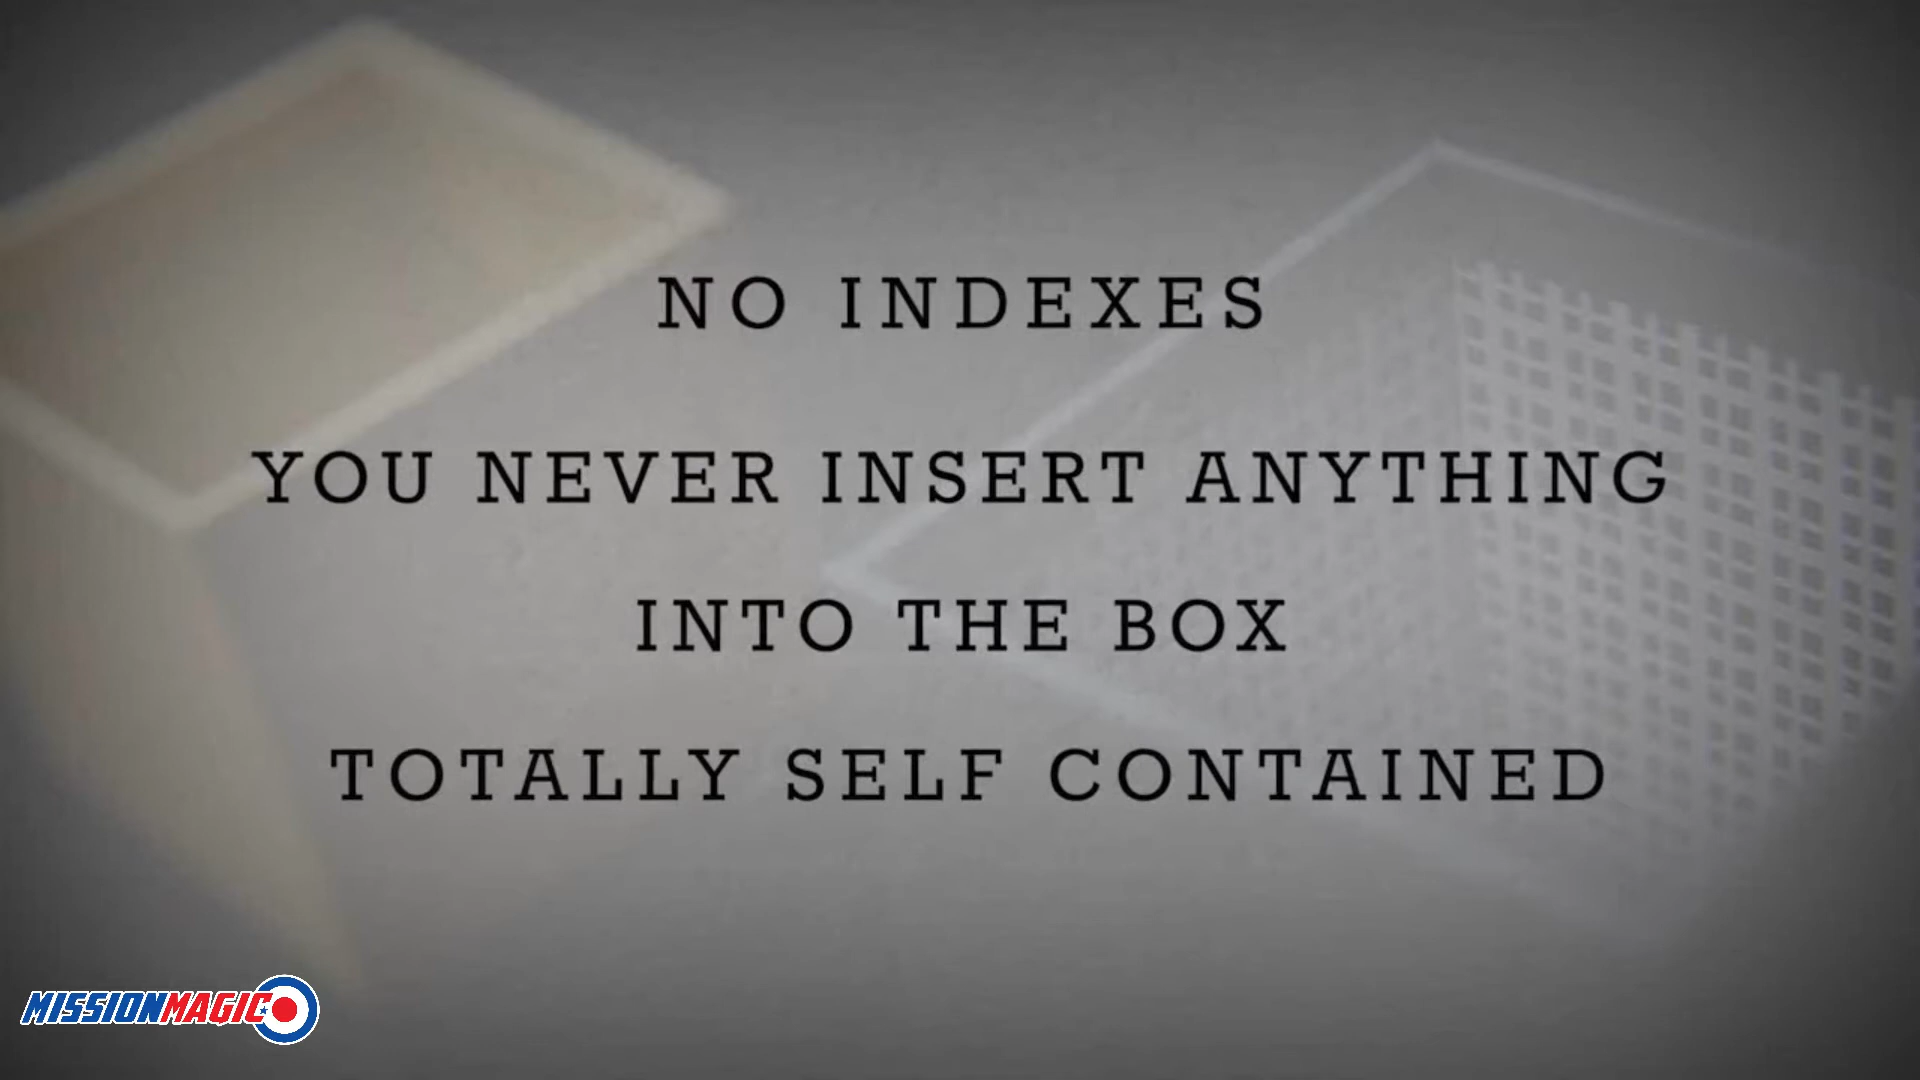 NO INDEXES
YOU NEVER INSERT ANYTHING
INTO THE BOX
TOTALLY SELF CONTAINED
MISSIONMAGIC